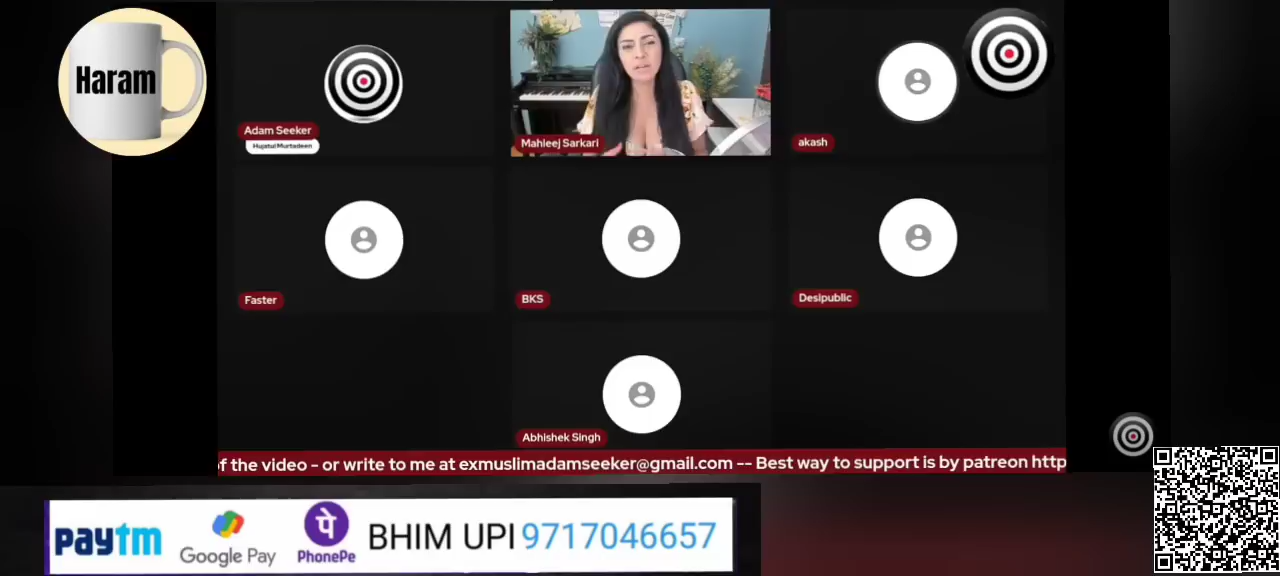 Haram
Adam Seeker
Hujatul Murtadeen
Mahleej Sarkari
akash
Faster
BKS
Desipublic
Abhishek Singh
of the video - or write to me at exmuslimadamseeker@gmail.com -- Best way to support is by patreon http
paytm
Google Pay
पे
PhonePe
BHIM UPI 9717046657